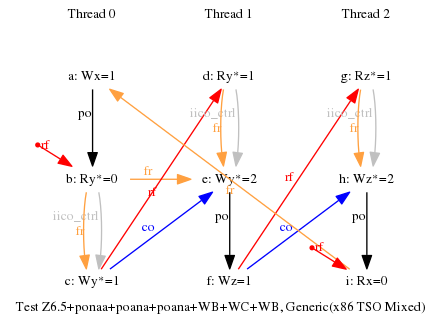 Thread 0 Thread 1 Thread 2
a: Wx=1 d: Ry*=1 g: Rz*=1
po iico_ctrl fr iico_ctrl fr
rf
b: Ry*=0 fr e: Wy*=2 h: Wz*=2
rf rf fr
iico_ctrl fr co po co po
rf
c: Wy*=1 f: Wz=1 i: Rx=0
Test Z6.5+ponaa+poana+poana+WB+WC+WB, Generic(x86 TSO Mixed)